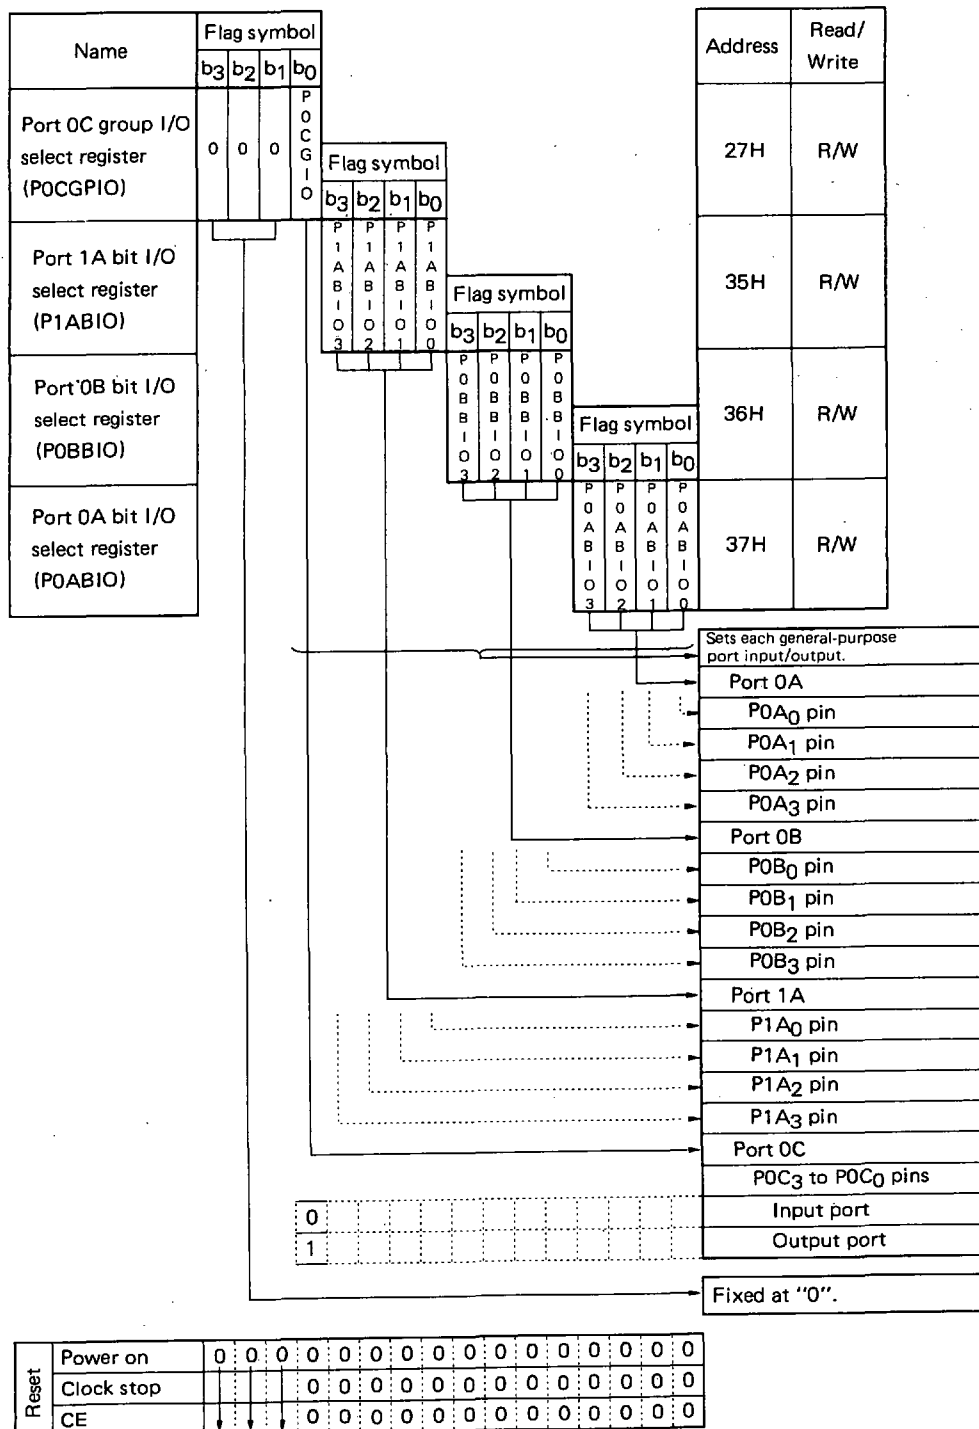 Name
Flag symbol
b3 b2 b1 b0
Address
Read/
Write
Port 0C group I/O
select register
(P0CGPIO)
0 0 0
P0CGIO
27H
R/W
Flag symbol
b3 b2 b1 b0
Port 1A bit I/O
select register
(P1ABIO)
P1ABIO3 P1ABIO2 P1ABIO1 P1ABIO0
35H
R/W
Flag symbol
b3 b2 b1 b0
Port 0B bit I/O
select register
(P0BBIO)
P0BBIO3 P0BBIO2 P0BBIO1 P0BBIO0
36H
R/W
Flag symbol
b3 b2 b1 b0
Port 0A bit I/O
select register
(P0ABIO)
P0ABIO3 P0ABIO2 P0ABIO1 P0ABIO0
37H
R/W
Sets each general-purpose
port input/output.
Port 0A
P0A0 pin
P0A1 pin
P0A2 pin
P0A3 pin
Port 0B
P0B0 pin
P0B1 pin
P0B2 pin
P0B3 pin
Port 1A
P1A0 pin
P1A1 pin
P1A2 pin
P1A3 pin
Port 0C
P0C3 to P0C0 pins
0 Input port
1 Output port
Fixed at "0".
Reset
Power on 0 0 0 0 0 0 0 0 0 0 0 0 0 0 0 0
Clock stop 0 0 0 0 0 0 0 0 0 0 0 0 0
CE 0 0 0 0 0 0 0 0 0 0 0 0 0